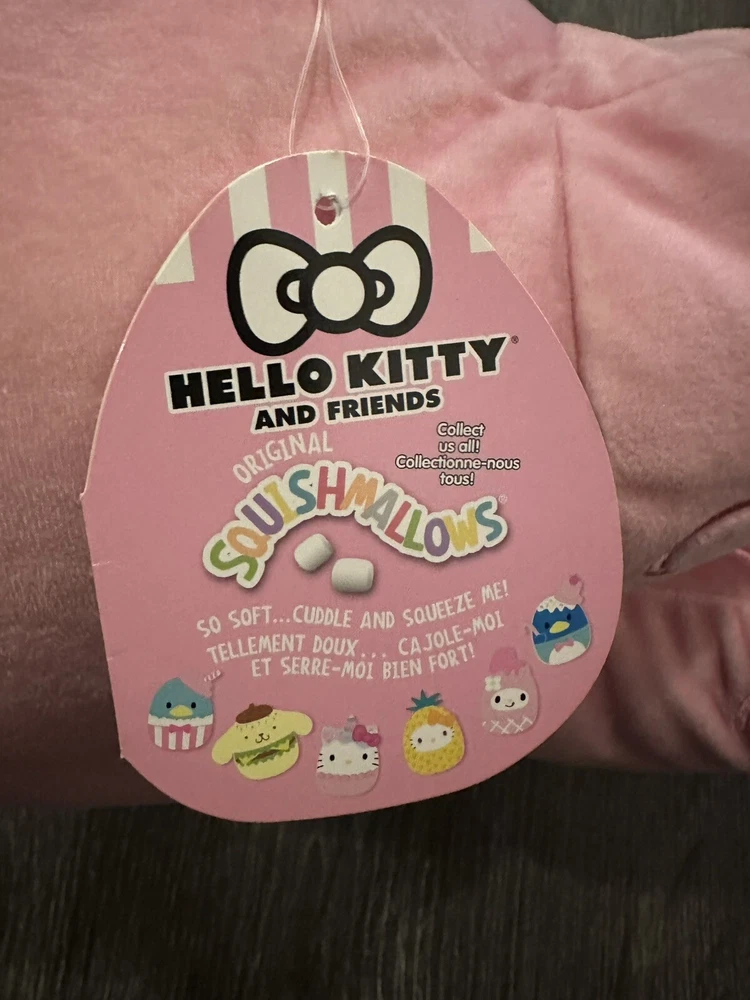 HELLO KITTY®
AND FRIENDS
Collect
us all!
Collectionne-nous
tous!
ORIGINAL
SQUISHMALLOWS®
SO SOFT...CUDDLE AND SQUEEZE ME!
TELLEMENT DOUX... CAJOLE-MOI
ET SERRE-MOI BIEN FORT!